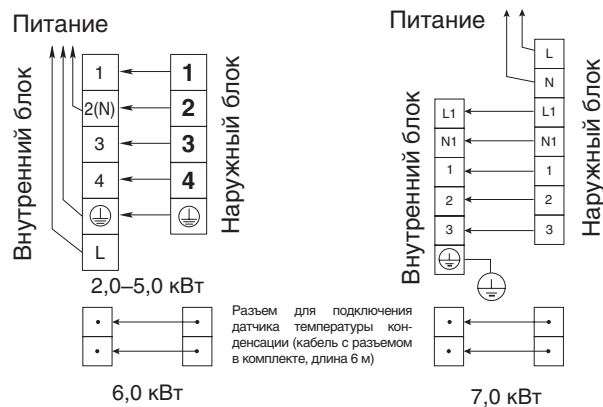 Питание
Внутренний блок
1
2(N)
3
4
L
1
2
3
4
Наружный блок
2,0–5,0 кВт
6,0 кВт
Разъем для подключения
датчика температуры кон-
денсации (кабель с разъемом
в комплекте, длина 6 м)
Питание
Внутренний блок
L1
N1
1
2
3
L
N
L1
N1
1
2
3
Наружный блок
7,0 кВт